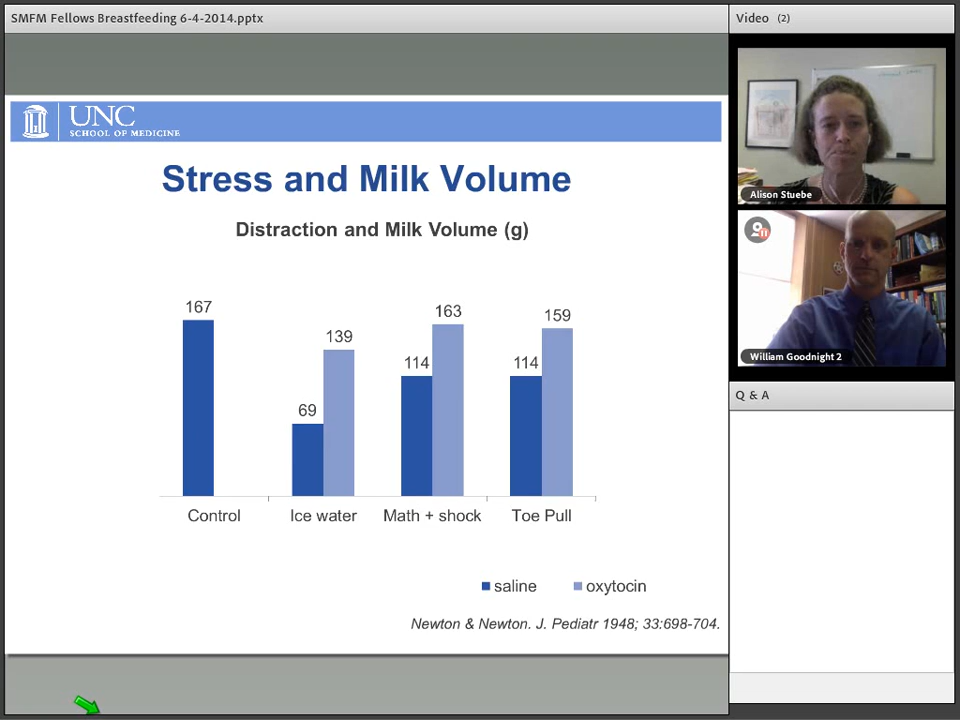 SMFM Fellows Breastfeeding 6-4-2014.pptx
Video (2)
UNC
SCHOOL OF MEDICINE
Stress and Milk Volume
Distraction and Milk Volume (g)
167
139
69
163
114
159
114
Control Ice water Math + shock Toe Pull
saline oxytocin
Newton & Newton. J. Pediatr 1948; 33:698-704.
Alison Stuebe
William Goodnight 2
Q & A